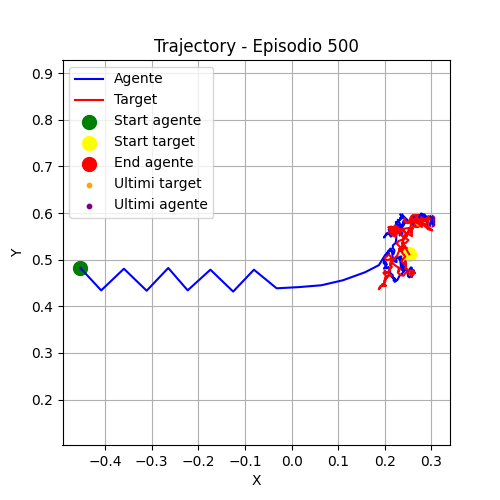 Trajectory - Episodio 500
Agente
Target
Start agente
Start target
End agente
Ultimi target
Ultimi agente
0.9
0.8
0.7
0.6
0.5
0.4
0.3
0.2
Y
−0.4 −0.3 −0.2 −0.1 0.0 0.1 0.2 0.3
X